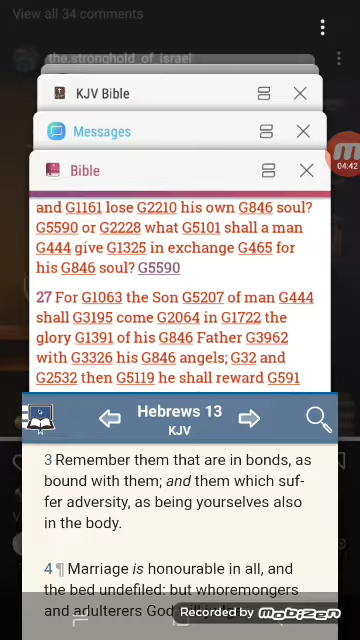 View all 34 comments
the.stronghold_of_israel
KJV Bible
Messages
Bible
04:42
and G1161 lose G2210 his own G846 soul?
G5590 or G2228 what G5101 shall a man
G444 give G1325 in exchange G465 for
his G846 soul? G5590
27 For G1063 the Son G5207 of man G444
shall G3195 come G2064 in G1722 the
glory G1391 of his G846 Father G3962
with G3326 his G846 angels; G32 and
G2532 then G5119 he shall reward G591
Hebrews 13
KJV
3 Remember them that are in bonds, as
bound with them; and them which suf-
fer adversity, as being yourselves also
in the body.
4 ¶ Marriage is honourable in all, and
the bed undefiled: but whoremongers
and adulterers God
Recorded by mobizen